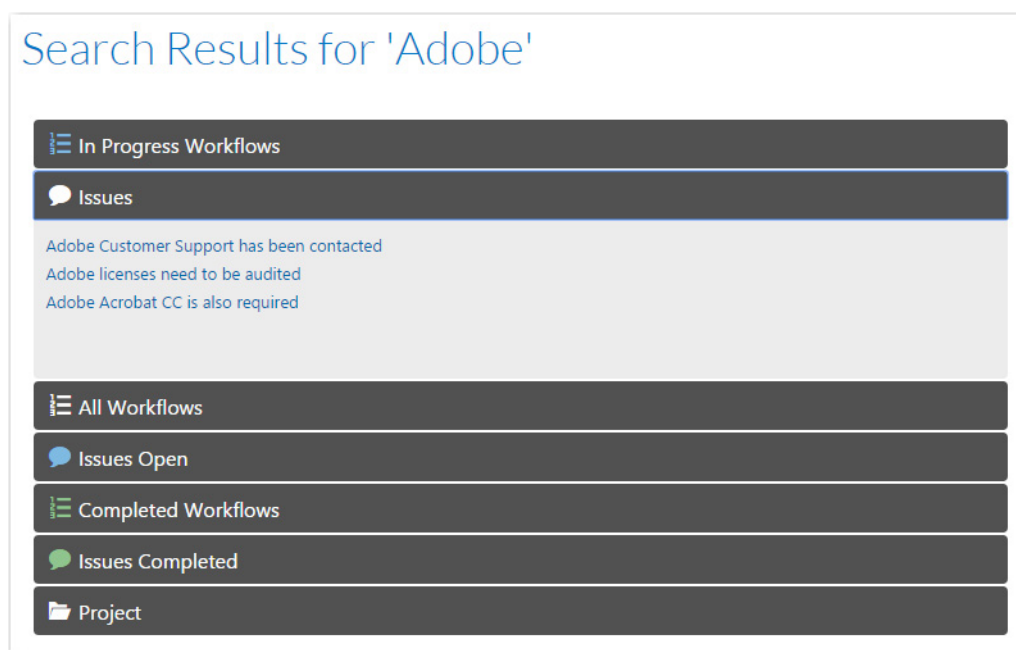 Search Results for 'Adobe'
In Progress Workflows
Issues
Adobe Customer Support has been contacted
Adobe licenses need to be audited
Adobe Acrobat CC is also required
All Workflows
Issues Open
Completed Workflows
Issues Completed
Project